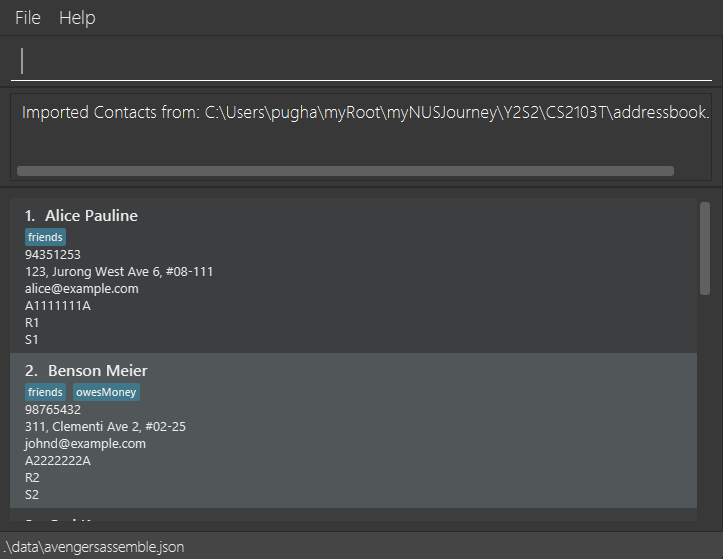 File Help
Imported Contacts from: C:\Users\pugha\myRoot\myNUSJourney\Y2S2\CS2103T\addressbook.
1. Alice Pauline
friends
94351253
123, Jurong West Ave 6, #08-111
alice@example.com
A1111111A
R1
S1
2. Benson Meier
friends owesMoney
98765432
311, Clementi Ave 2, #02-25
johnd@example.com
A2222222A
R2
S2
.\data\avengersassemble.json